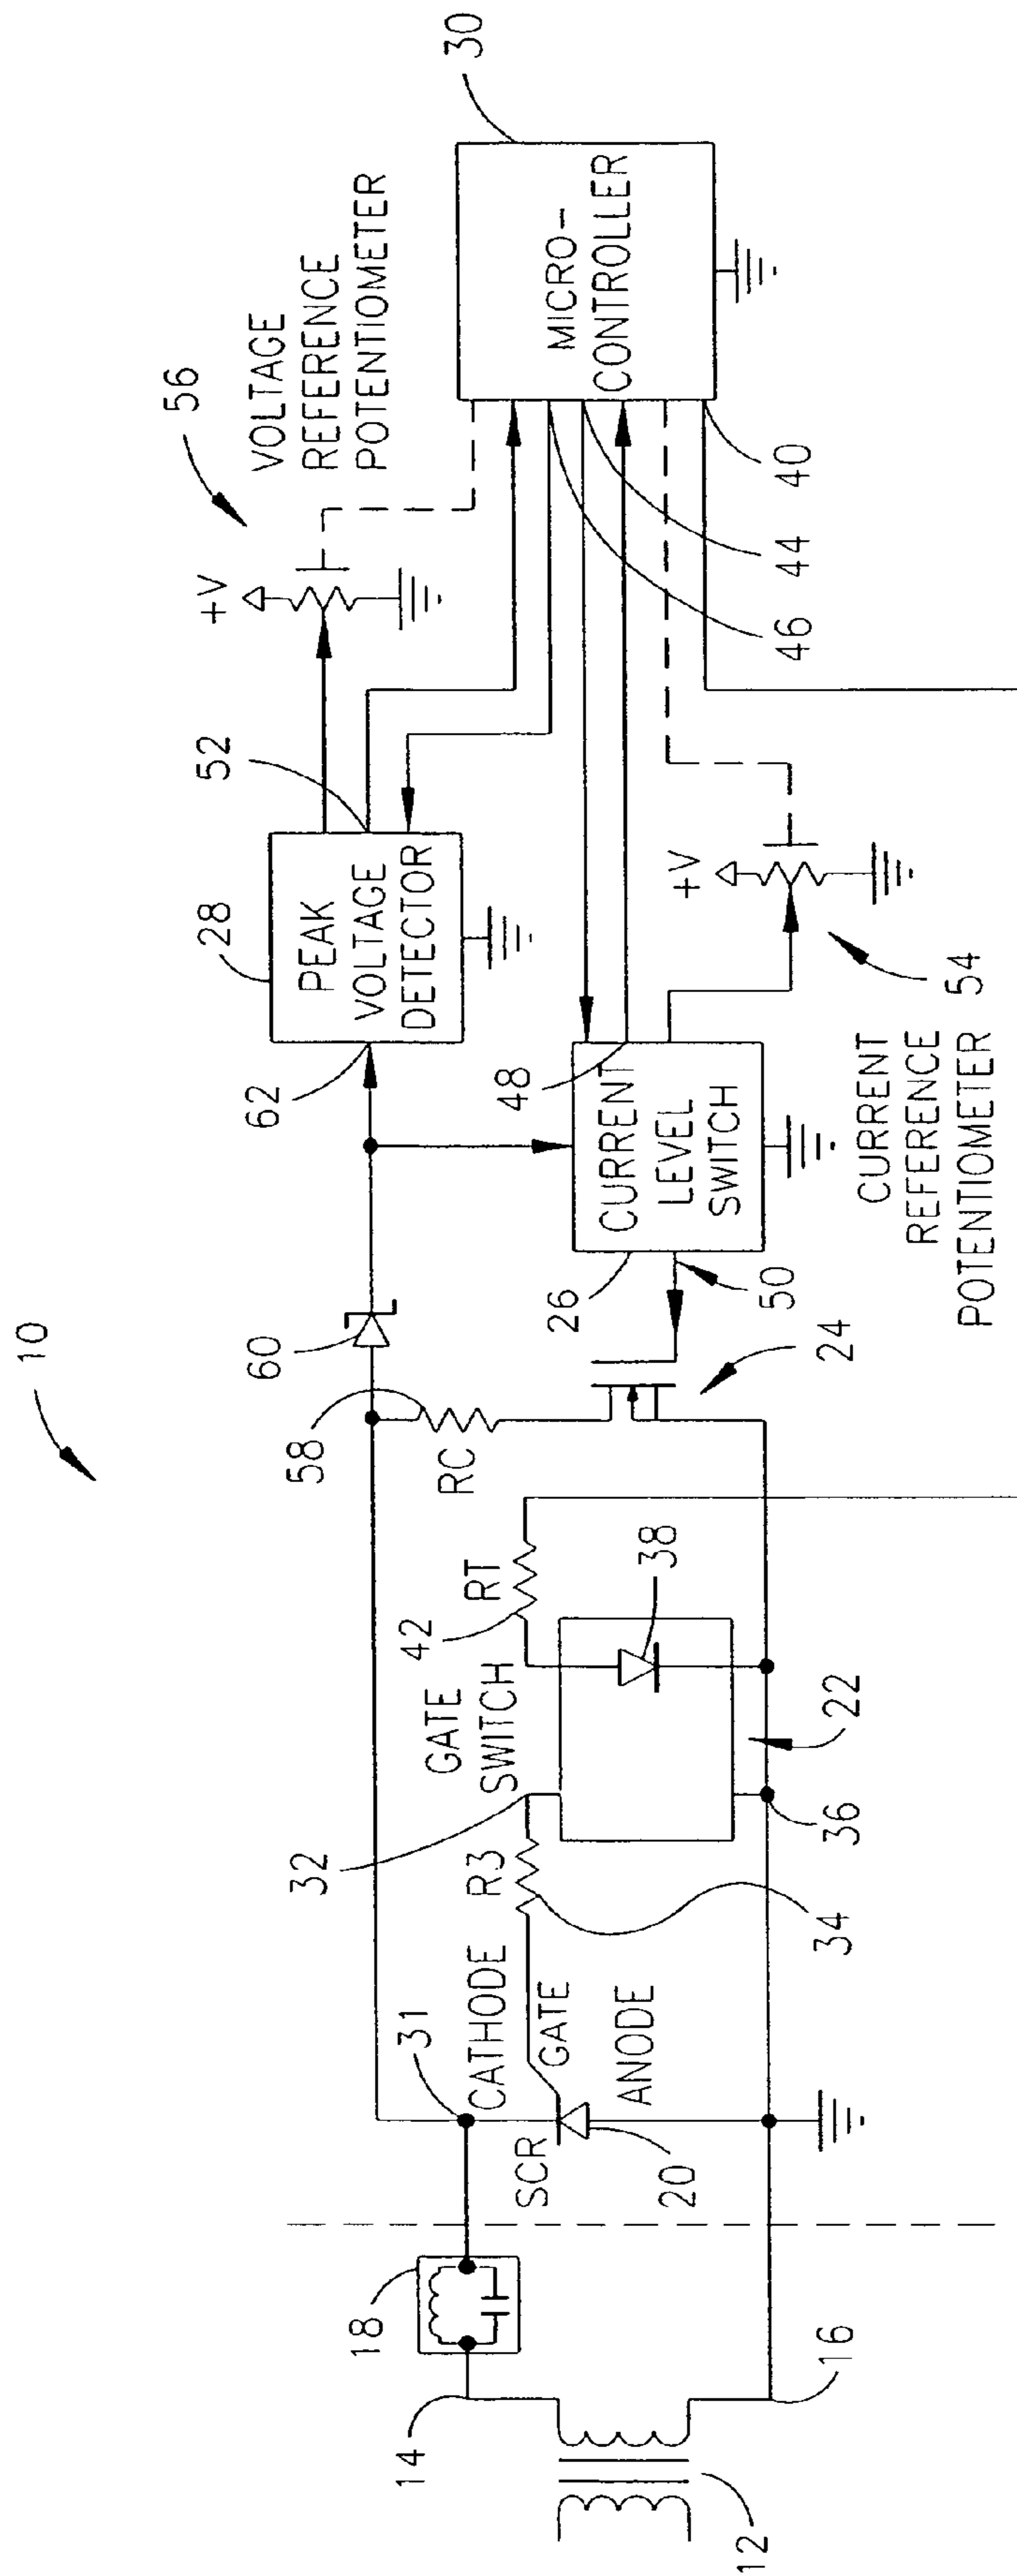 10
30
56
VOLTAGE
REFERENCE
POTENTIOMETER
+V
28
52
62
PEAK
VOLTAGE
DETECTOR
MICRO-
CONTROLLER
60
58
RC
48
26
CURRENT
LEVEL
SWITCH
50
24
+V
54
CURRENT
REFERENCE
POTENTIOMETER
46
44
40
31
CATHODE
GATE
ANODE
SCR
20
R3
34
32
GATE
SWITCH
42
RT
38
22
36
18
14
16
12